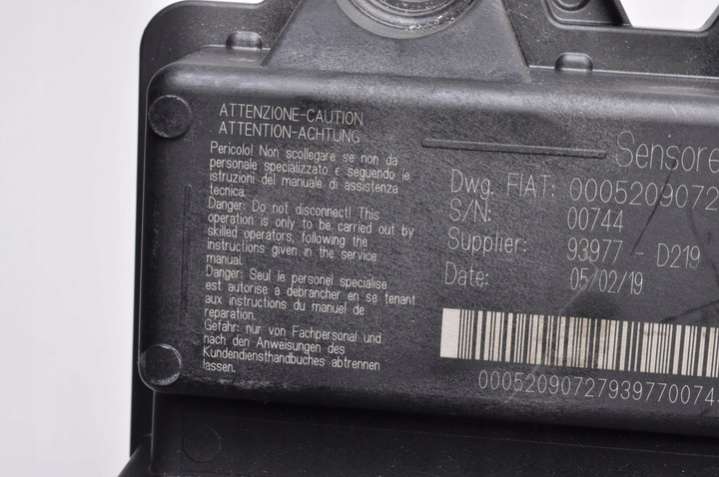 ATTENZIONE-CAUTION
ATTENTION-ACHTUNG
Pericolo! Non scollegare se non da
personale specializzato e seguendo le
istruzioni del manuale di assistenza
tecnica.
Danger: Do not disconnect! This
operation is only to be carried out by
skilled operators, following the
instructions given in the service
manual.
Danger: Seul le personel specialise
est autorise a debrancher en se tenant
aux instructions du manuel de
reparation.
Gefahr: nur von Fachpersonal und
nach den Anweisungen des
Kundendiensthandbuches abtrennen
lassen.
Sensore
Dwg. FIAT: 0005209072
S/N: 00744
Supplier: 93977 - D219
Date: 05/02/19
00052090727939770074